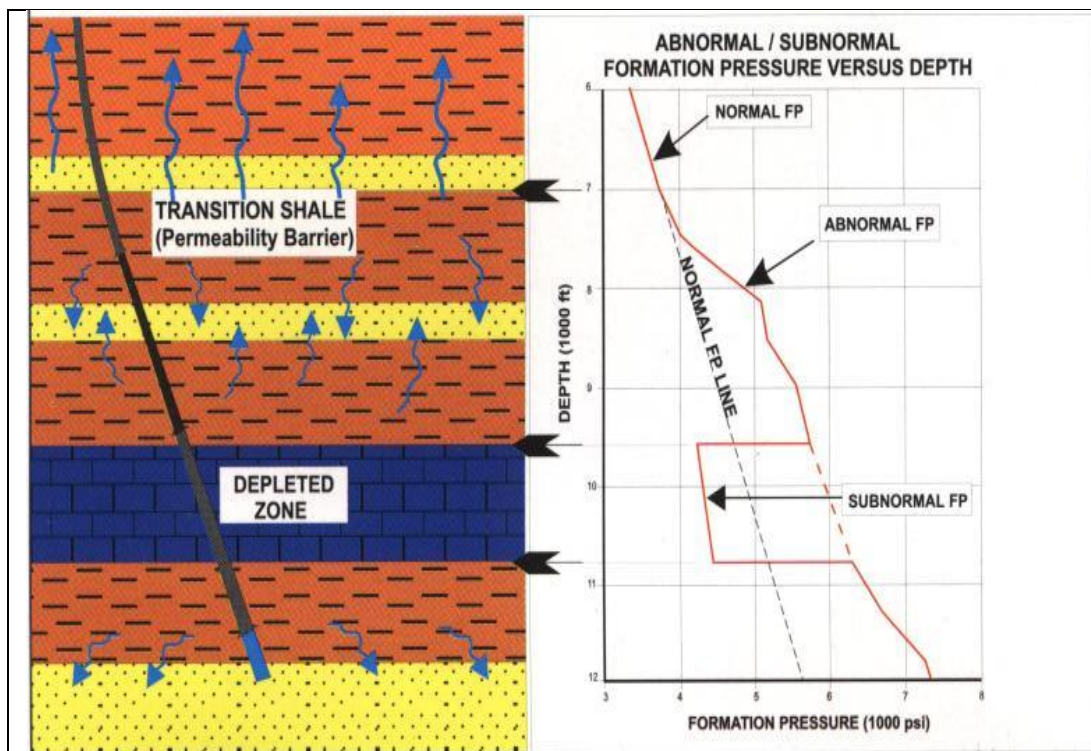 TRANSITION SHALE
(Permeability Barrier)
DEPLETED
ZONE
ABNORMAL / SUBNORMAL
FORMATION PRESSURE VERSUS DEPTH
6
NORMAL FP
7
ABNORMAL FP
NORMAL FP LINE
8
DEPTH (1000 ft)
9
10
SUBNORMAL FP
11
12
3 4 5 6 7 8
FORMATION PRESSURE (1000 psi)